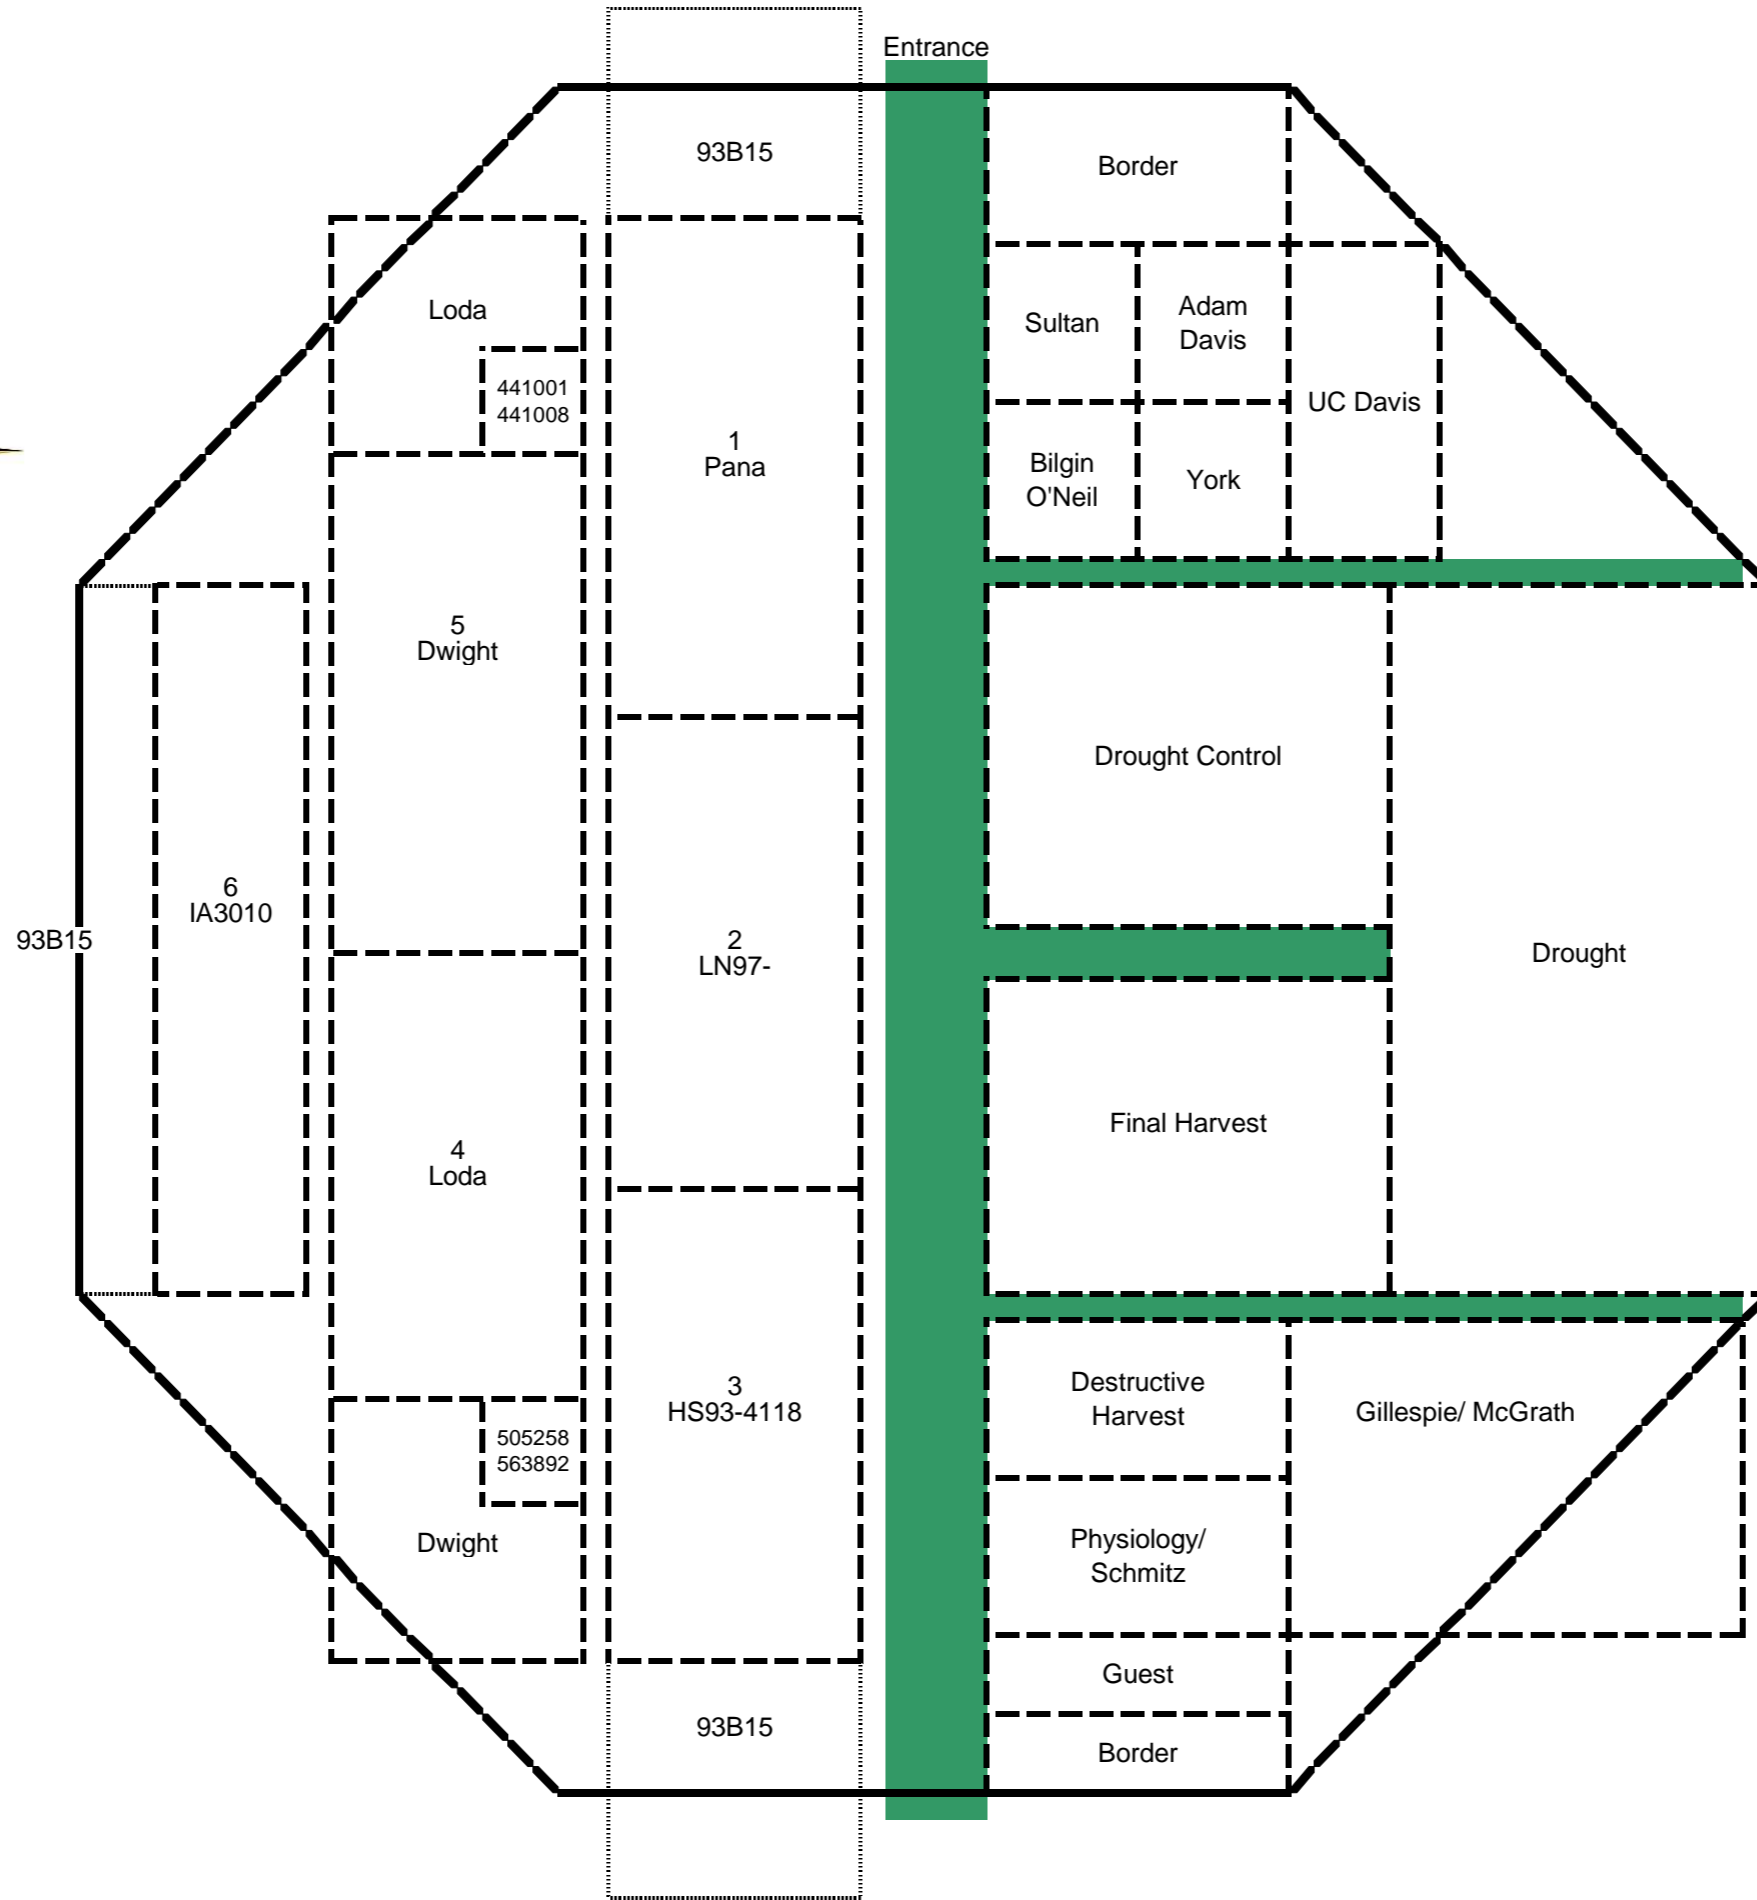 Entrance
93B15
Border
Loda
441001
441008
1
Pana
Sultan
Adam
Davis
UC Davis
Bilgin
O'Neil
York
5
Dwight
Drought Control
6
IA3010
93B15
2
LN97-
Drought
4
Loda
Final Harvest
3
HS93-4118
505258
563892
Dwight
Destructive
Harvest
Gillespie/ McGrath
Physiology/
Schmitz
Guest
93B15
Border